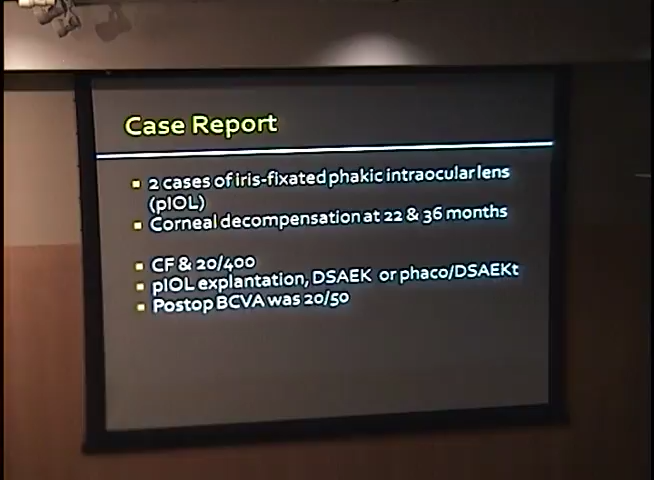 Case Report
▪ 2 cases of iris-fixated phakic intraocular lens
(pIOL)
▪ Corneal decompensation at 22 & 36 months
▪ CF & 20/400
▪ pIOL explantation, DSAEK or phaco/DSAEKt
▪ Postop BCVA was 20/50